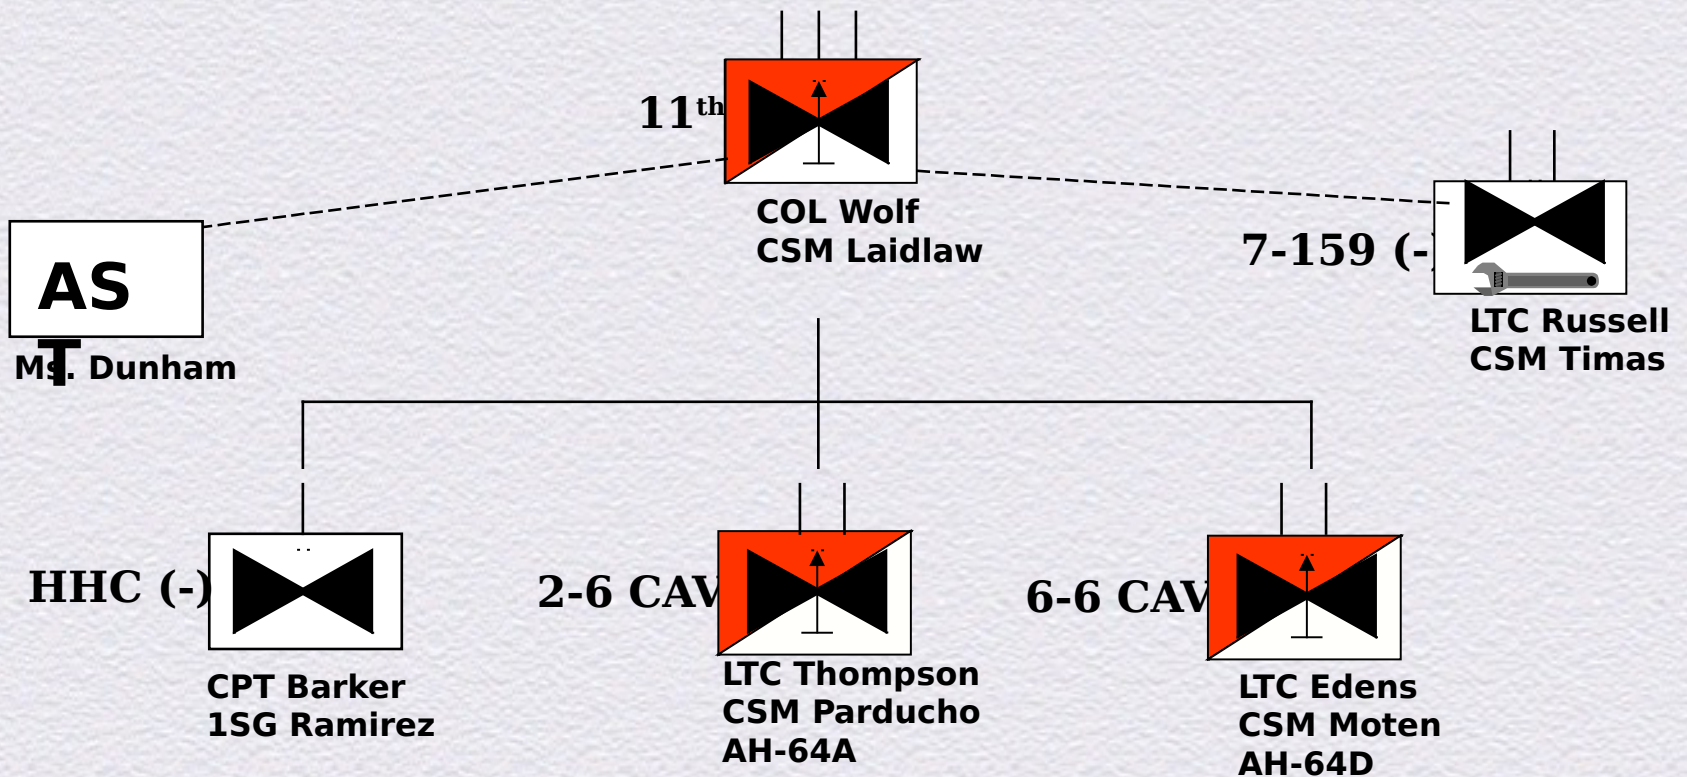 11th
COL Wolf
CSM Laidlaw
7-159 (-)
LTC Russell
CSM Timas
AS
T
Ms. Dunham
HHC (-)
CPT Barker
1SG Ramirez
2-6 CAV
LTC Thompson
CSM Parducho
AH-64A
6-6 CAV
LTC Edens
CSM Moten
AH-64D